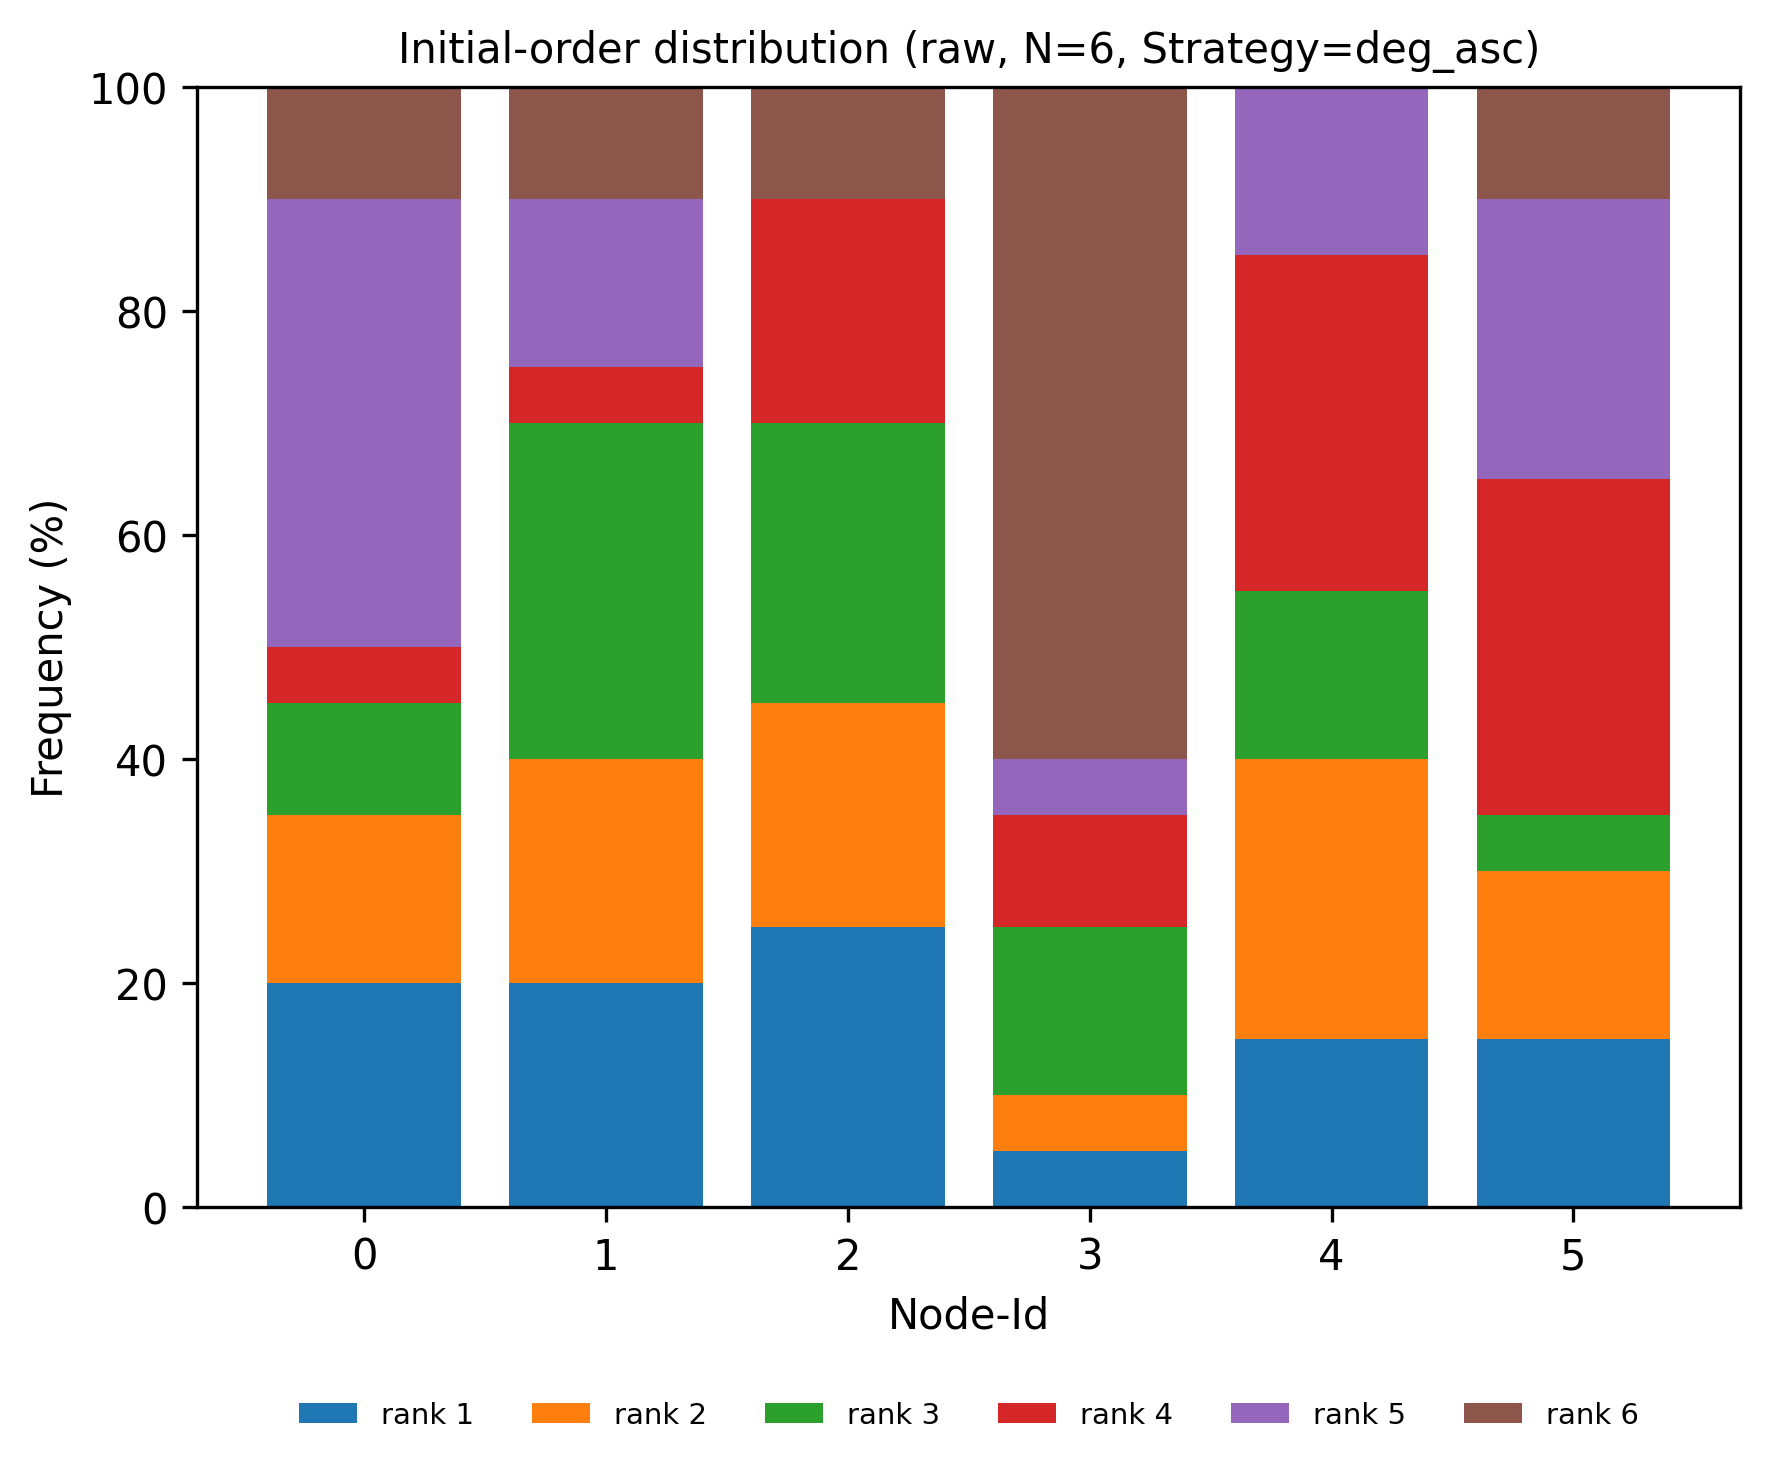 Initial-order distribution (raw, N=6, Strategy=deg_asc)
100
80
60
40
20
0
Frequency (%)
0 1 2 3 4 5
Node-Id
rank 1 rank 2 rank 3 rank 4 rank 5 rank 6